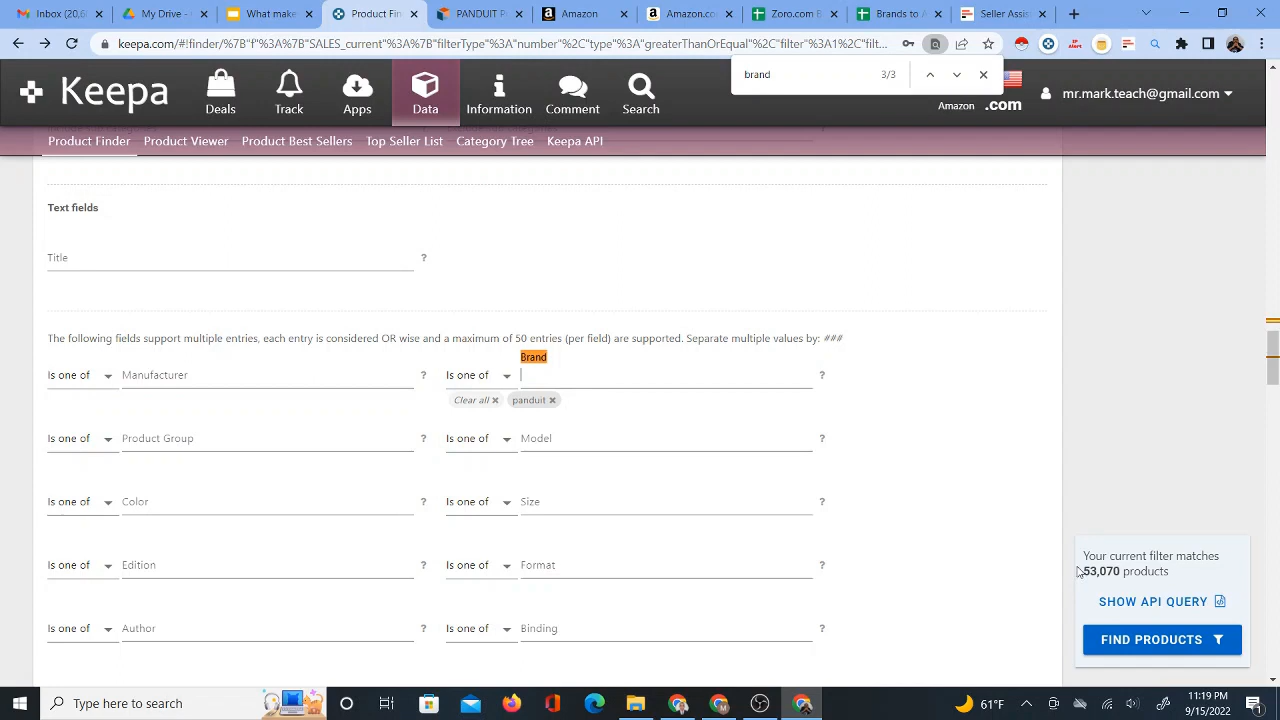 Inbox (1,016)
My Drive -
Whatnot make
Product Fin
PANDUIT P
Amazon
Amazon.co
Zoro.com B
Brands to A
Seller Assis
keepa.com/#!finder/%7B"f"%3A%7B"SALES_current"%3A%7B"filterType"%3A"number"%2C"type"%3A"greaterThanOrEqual"%2C"filter"%3A1%2C"filt...
brand 3/3
Keepa
Deals Track Apps Data Information Comment Search
Amazon .com
mr.mark.teach@gmail.com
Product Finder Product Viewer Product Best Sellers Top Seller List Category Tree Keepa API
Text fields
Title ?
The following fields support multiple entries, each entry is considered OR wise and a maximum of 50 entries (per field) are supported. Separate multiple values by: ###
Brand
Is one of Manufacturer ? Is one of ?
Clear all × panduit ×
Is one of Product Group ? Is one of Model ?
Is one of Color ? Is one of Size ?
Is one of Edition ? Is one of Format ?
Is one of Author ? Is one of Binding ?
Your current filter matches
53,070 products
SHOW API QUERY
FIND PRODUCTS
Type here to search
11:19 PM
9/15/2022